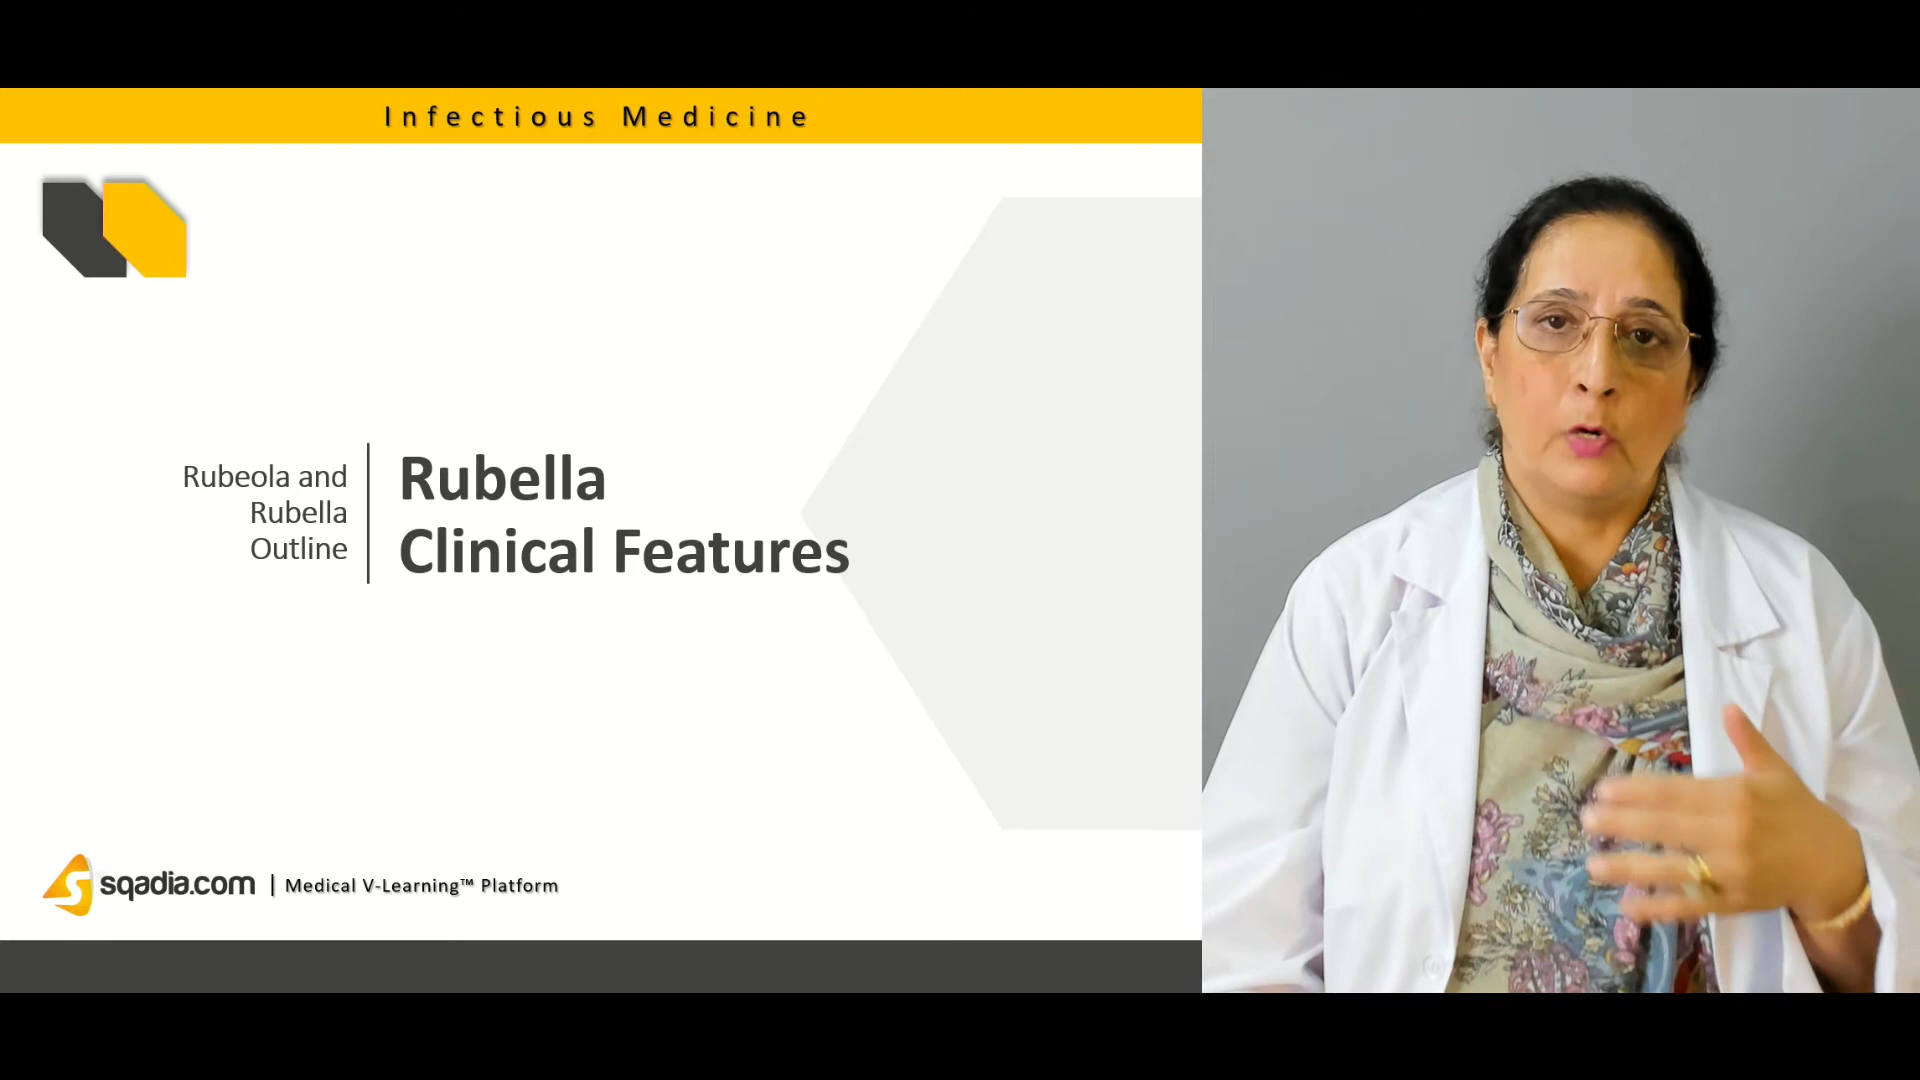 Infectious Medicine
Rubeola and
Rubella
Outline
Rubella
Clinical Features
sqadia.com | Medical V-Learning™ Platform